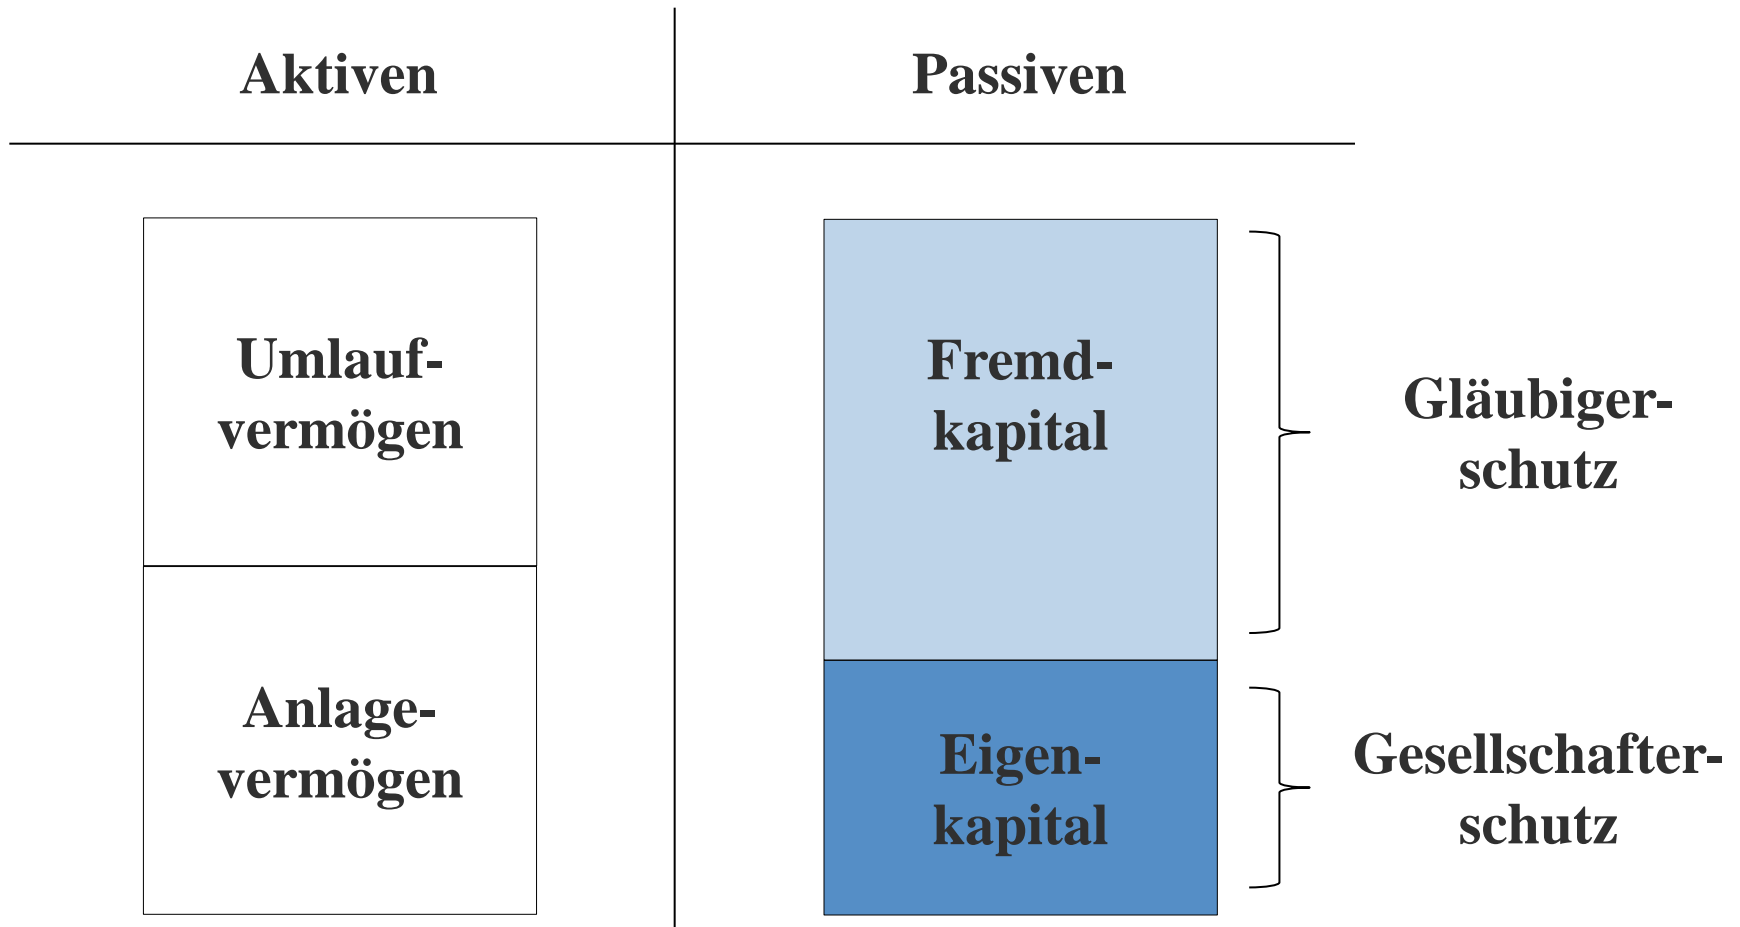 Aktiven
Passiven
Umlauf-
vermögen
Anlage-
vermögen
Fremd-
kapital
Eigen-
kapital
Gläubiger-
schutz
Gesellschafter-
schutz